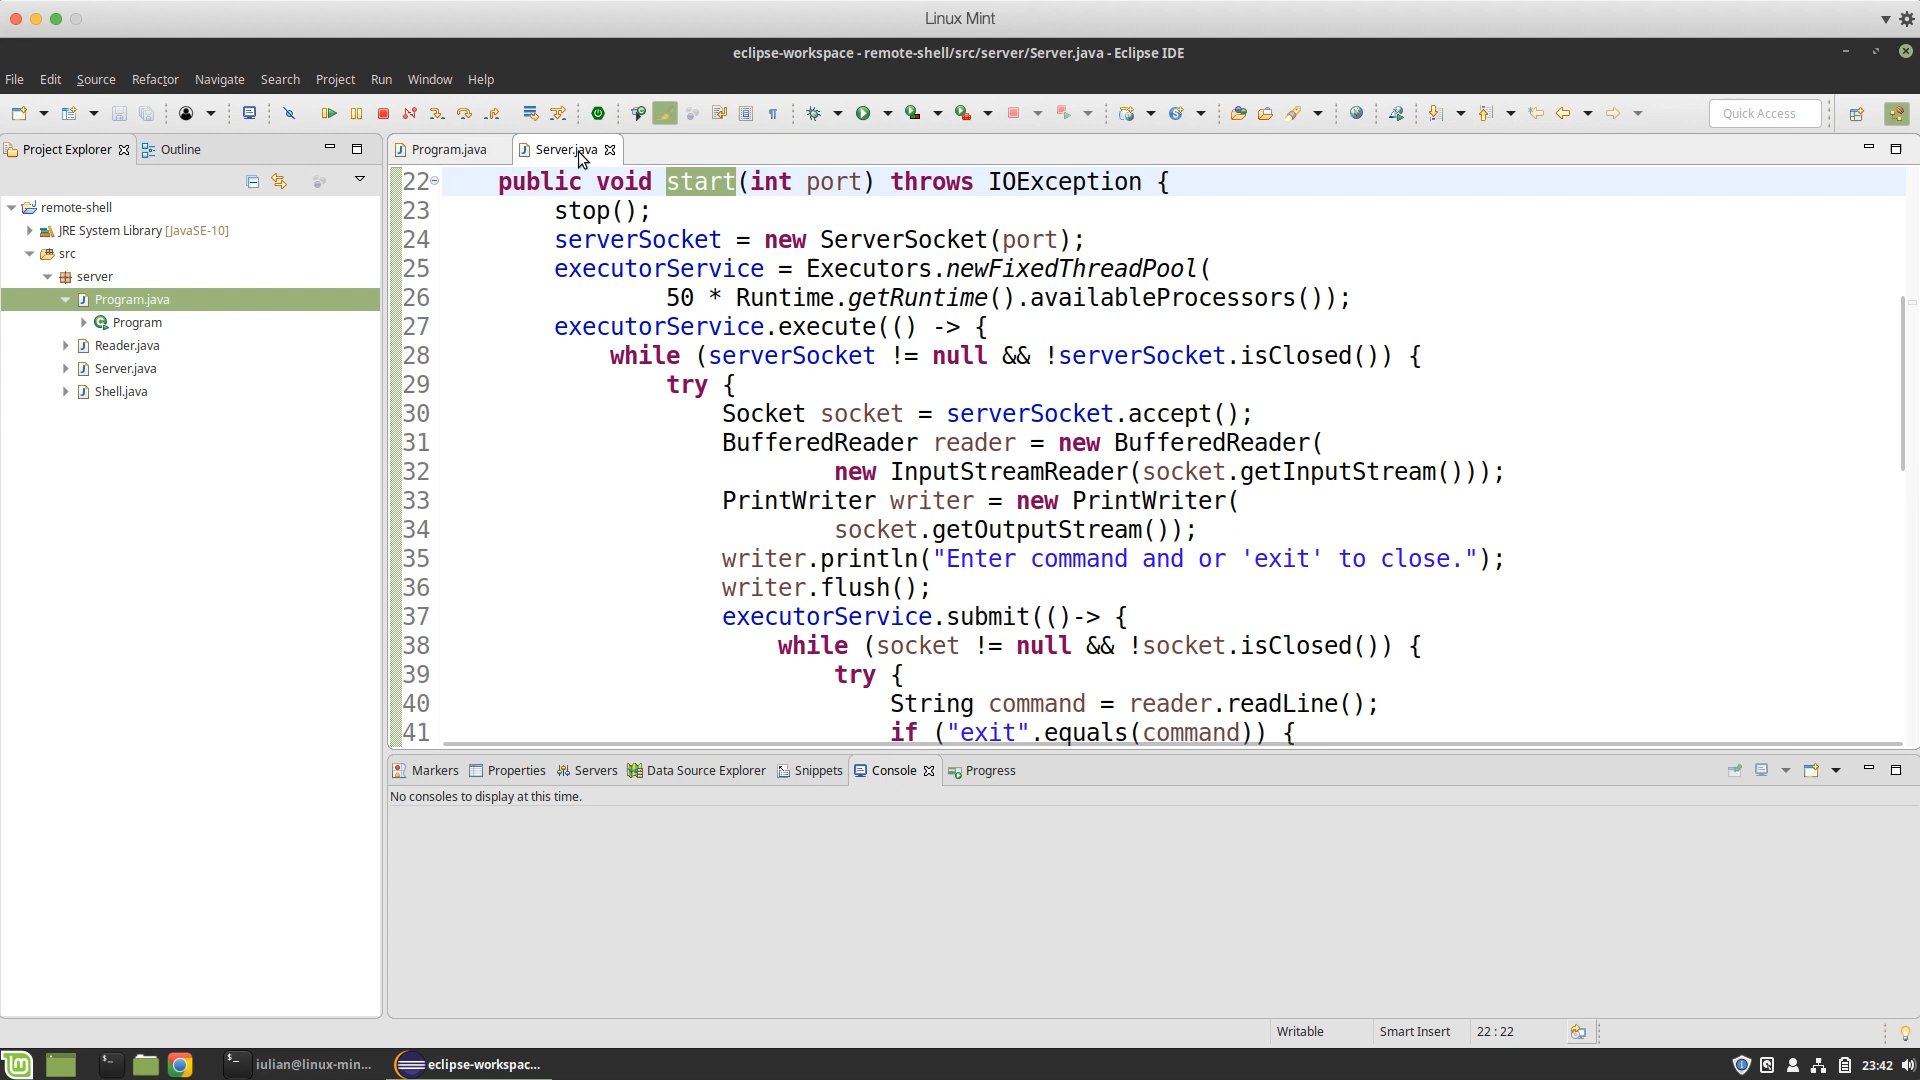 Linux Mint
eclipse-workspace - remote-shell/src/server/Server.java - Eclipse IDE
File Edit Source Refactor Navigate Search Project Run Window Help
Quick Access
Project Explorer Outline
Program.java Server.java
remote-shell
JRE System Library [JavaSE-10]
src
server
Program.java
Program
Reader.java
Server.java
Shell.java
22 public void start(int port) throws IOException {
23 stop();
24 serverSocket = new ServerSocket(port);
25 executorService = Executors.newFixedThreadPool(
26 50 * Runtime.getRuntime().availableProcessors());
27 executorService.execute(() -> {
28 while (serverSocket != null && !serverSocket.isClosed()) {
29 try {
30 Socket socket = serverSocket.accept();
31 BufferedReader reader = new BufferedReader(
32 new InputStreamReader(socket.getInputStream()));
33 PrintWriter writer = new PrintWriter(
34 socket.getOutputStream());
35 writer.println("Enter command and or 'exit' to close.");
36 writer.flush();
37 executorService.submit(()-> {
38 while (socket != null && !socket.isClosed()) {
39 try {
40 String command = reader.readLine();
41 if ("exit".equals(command)) {
Markers Properties Servers Data Source Explorer Snippets Console Progress
No consoles to display at this time.
Writable Smart Insert 22 : 22
iulian@linux-min... eclipse-workspac... 23:42